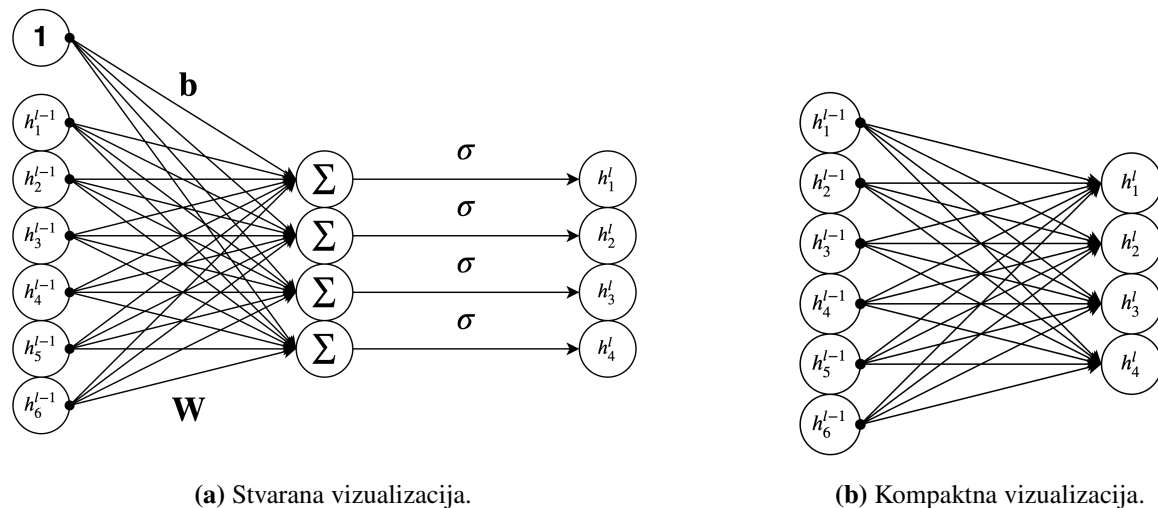 1
b
h_1^{l-1}
h_2^{l-1}
h_3^{l-1}
h_4^{l-1}
h_5^{l-1}
h_6^{l-1}
W
Σ
Σ
Σ
Σ
σ
σ
σ
σ
h_1^l
h_2^l
h_3^l
h_4^l
(a) Stvarana vizualizacija.
h_1^{l-1}
h_2^{l-1}
h_3^{l-1}
h_4^{l-1}
h_5^{l-1}
h_6^{l-1}
h_1^l
h_2^l
h_3^l
h_4^l
(b) Kompaktna vizualizacija.